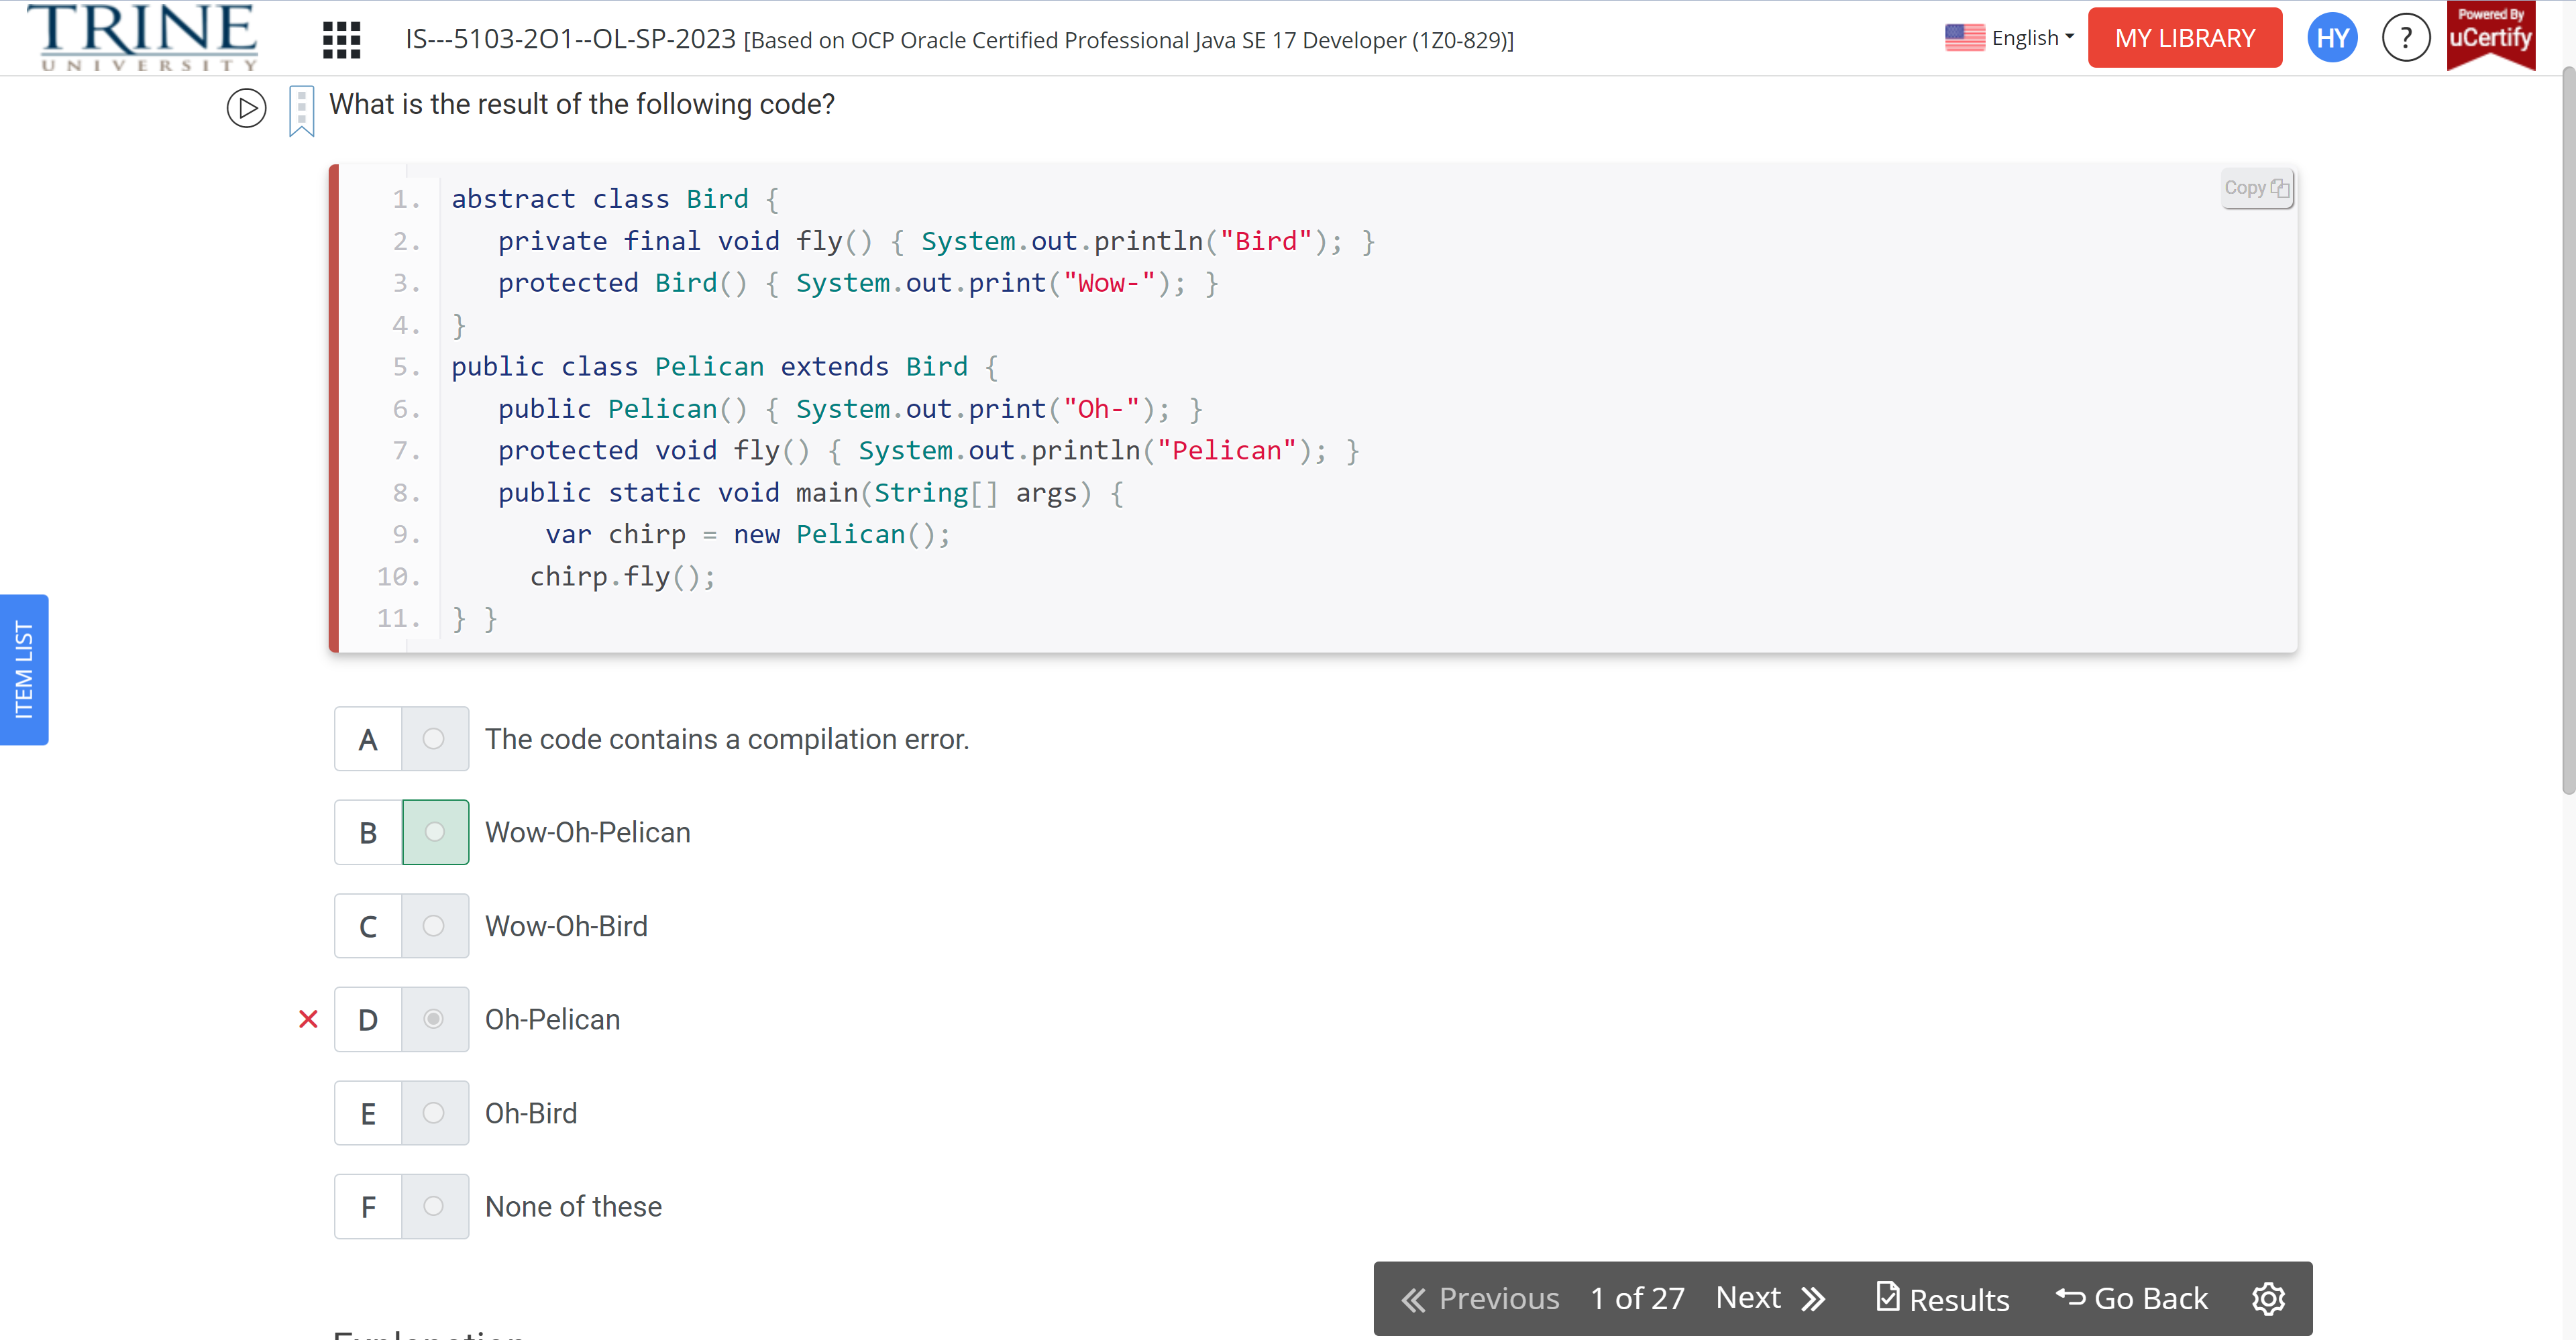 TRINE
UNIVERSITY
IS---5103-2O1--OL-SP-2023 [Based on OCP Oracle Certified Professional Java SE 17 Developer (1Z0-829)]
English
MY LIBRARY
HY
?
Powered By
uCertify
What is the result of the following code?
Copy
1. abstract class Bird {
2. private final void fly() { System.out.println("Bird"); }
3. protected Bird() { System.out.print("Wow-"); }
4. }
5. public class Pelican extends Bird {
6. public Pelican() { System.out.print("Oh-"); }
7. protected void fly() { System.out.println("Pelican"); }
8. public static void main(String[] args) {
9. var chirp = new Pelican();
10. chirp.fly();
11. } }
ITEM LIST
A The code contains a compilation error.
B Wow-Oh-Pelican
C Wow-Oh-Bird
D Oh-Pelican
E Oh-Bird
F None of these
Previous 1 of 27 Next Results Go Back
Explanation